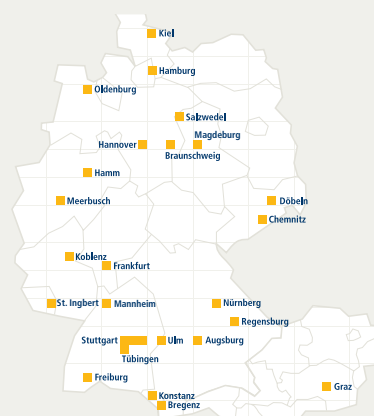 Kiel
Hamburg
Oldenburg
Salzwedel
Magdeburg
Hannover
Braunschweig
Hamm
Meerbusch
Döbeln
Chemnitz
Koblenz
Frankfurt
St. Ingbert
Mannheim
Nürnberg
Regensburg
Stuttgart
Ulm
Augsburg
Tübingen
Freiburg
Graz
Konstanz
Bregenz